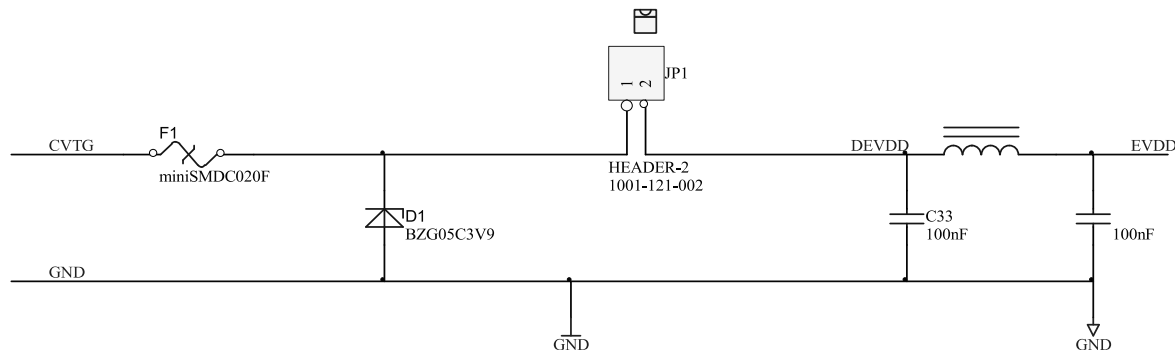 1 2
JP1
CVTG
F1
miniSMDC020F
HEADER-2
1001-121-002
DEVDD
EVDD
D1
BZG05C3V9
C33
100nF
100nF
GND
GND
GND